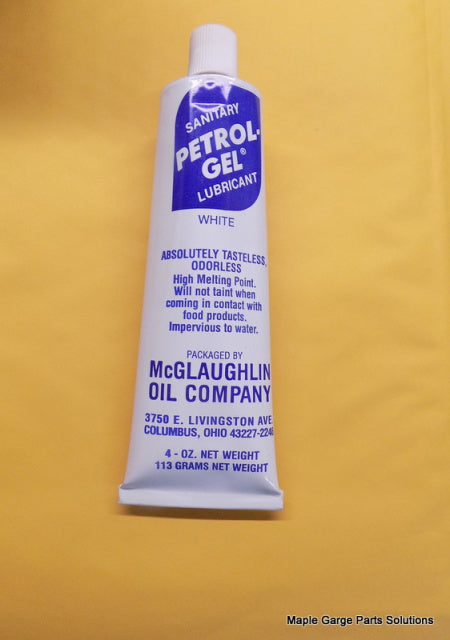 SANITARY
PETROL-
GEL®
LUBRICANT
WHITE
ABSOLUTELY TASTELESS,
ODORLESS
High Melting Point.
Will not taint when
coming in contact with
food products.
Impervious to water.
PACKAGED BY
McGLAUGHLIN
OIL COMPANY
3750 E. LIVINGSTON AVE
COLUMBUS, OHIO 43227-2246
4 - OZ. NET WEIGHT
113 GRAMS NET WEIGHT
Maple Garge Parts Solutions